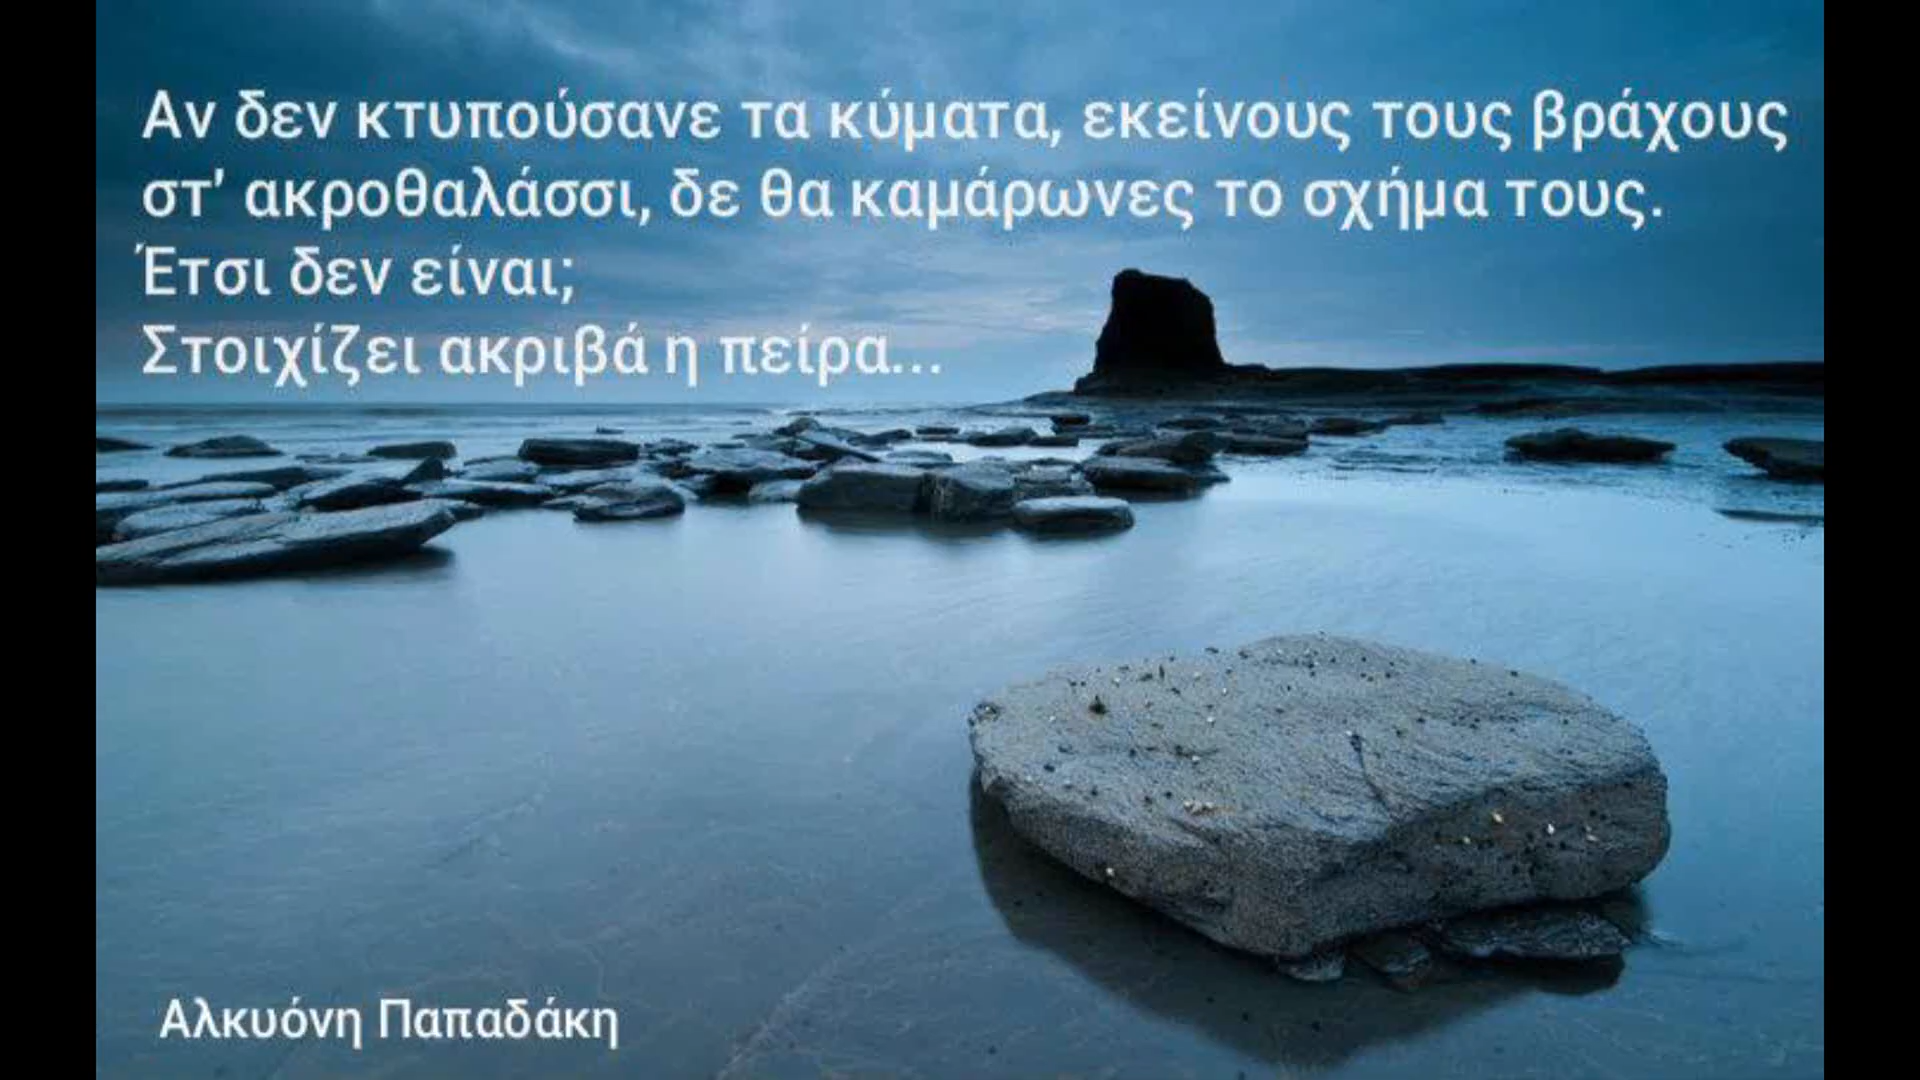 Αν δεν κτυπούσανε τα κύματα, εκείνους τους βράχους
στ' ακροθαλάσσι, δε θα καμάρωνες το σχήμα τους.
Έτσι δεν είναι;
Στοιχίζει ακριβά η πείρα...
Αλκυόνη Παπαδάκη